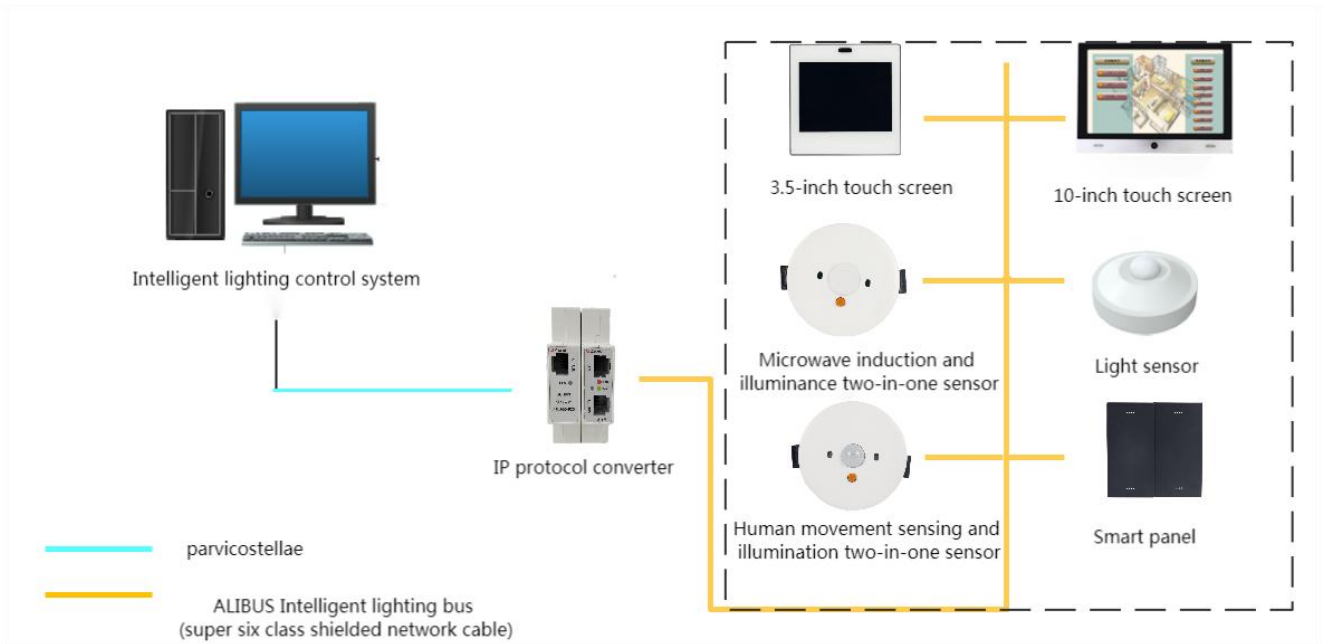 3.5-inch touch screen
10-inch touch screen
Intelligent lighting control system
Microwave induction and
illuminance two-in-one sensor
Light sensor
IP protocol converter
Human movement sensing and
illumination two-in-one sensor
Smart panel
parvicostellae
ALIBUS Intelligent lighting bus
(super six class shielded network cable)